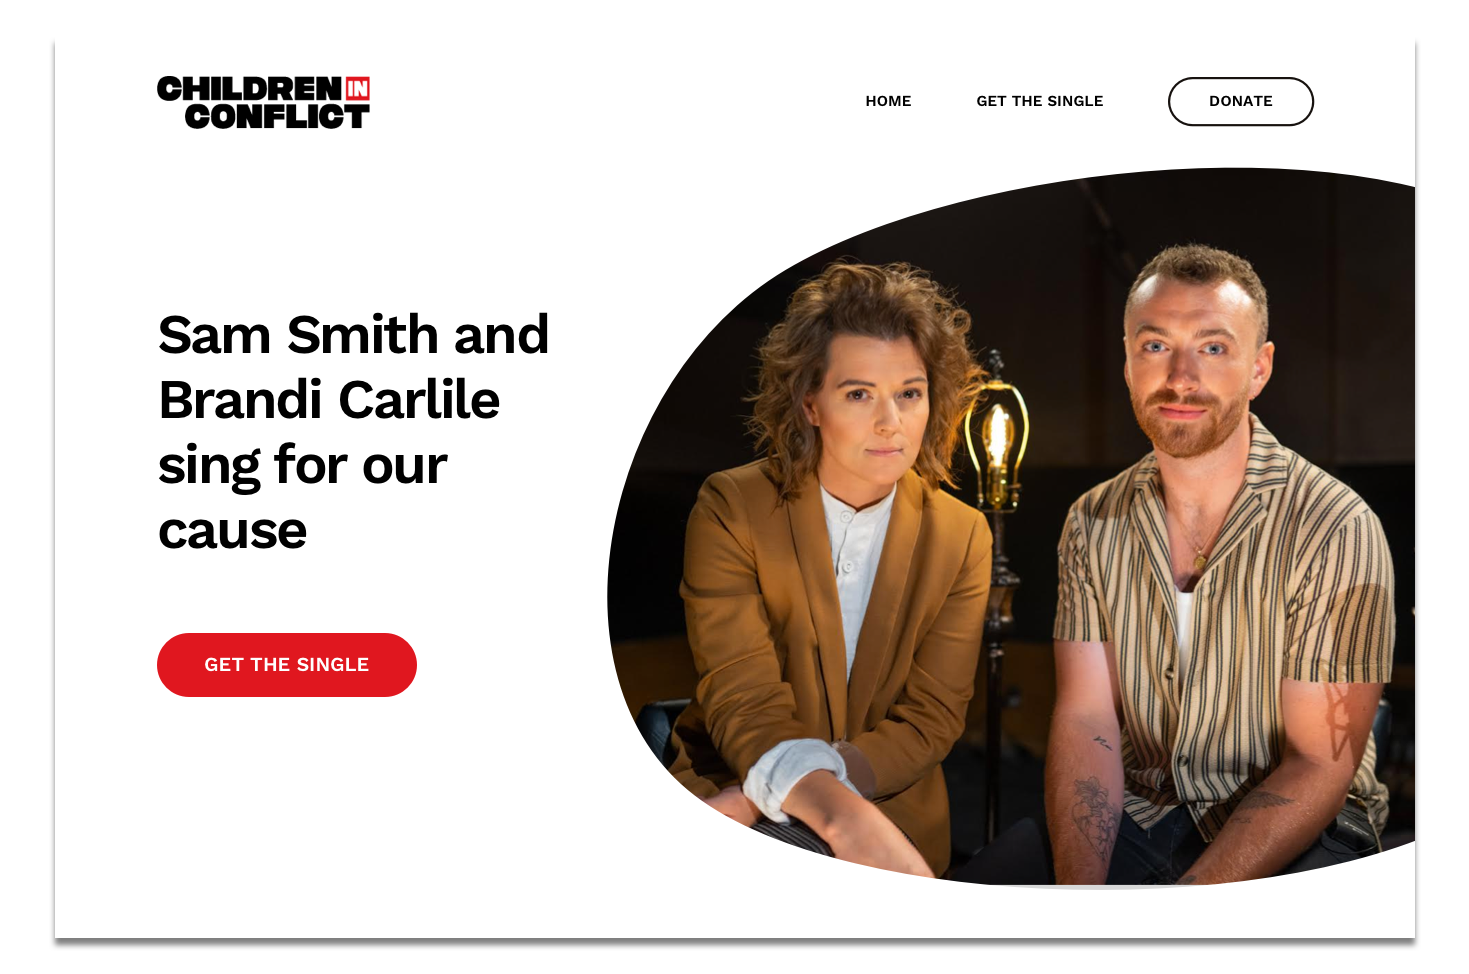 CHILDREN IN
CONFLICT
HOME
GET THE SINGLE
DONATE
Sam Smith and
Brandi Carlile
sing for our
cause
GET THE SINGLE